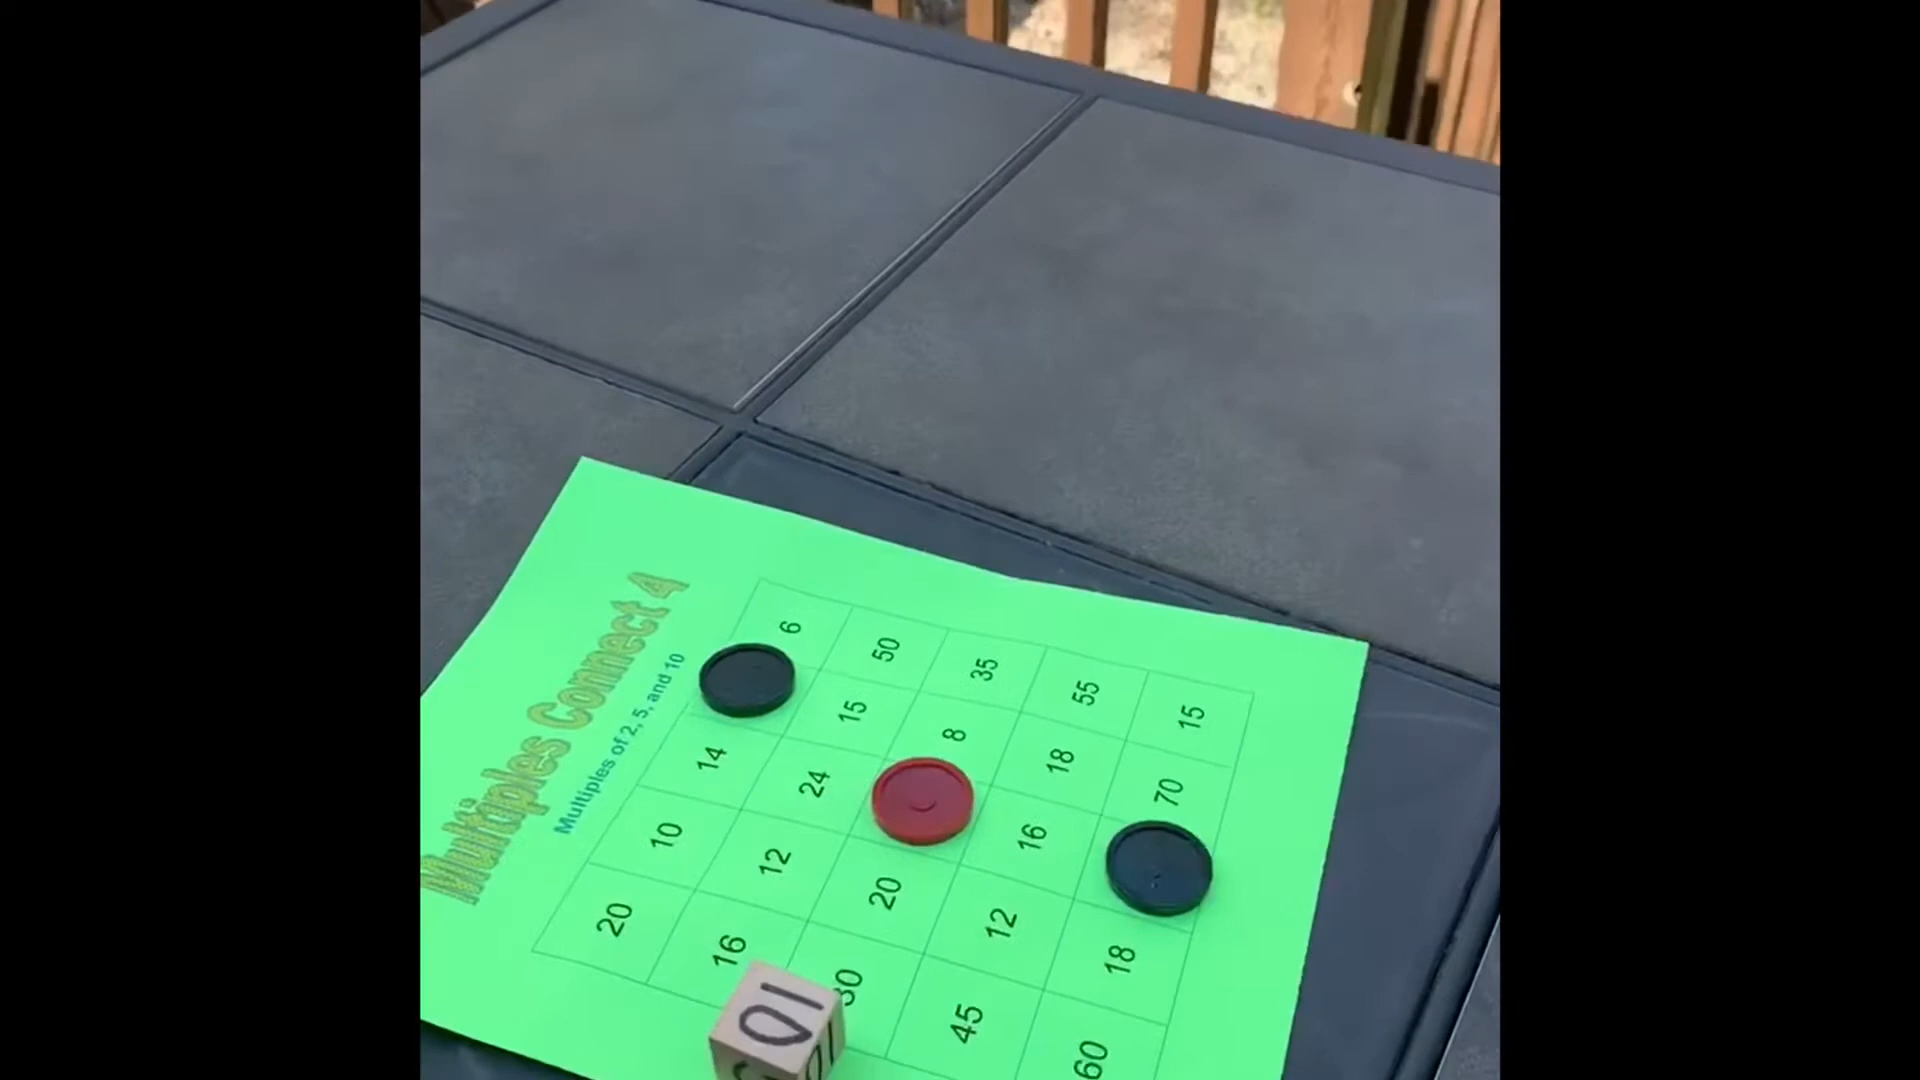 Multiples Connect 4
Multiples of 2, 5, and 10
20 10 14 6
16 12 24 15 50
30 20 8 35
45 12 16 18 55
60 18 70 15
10